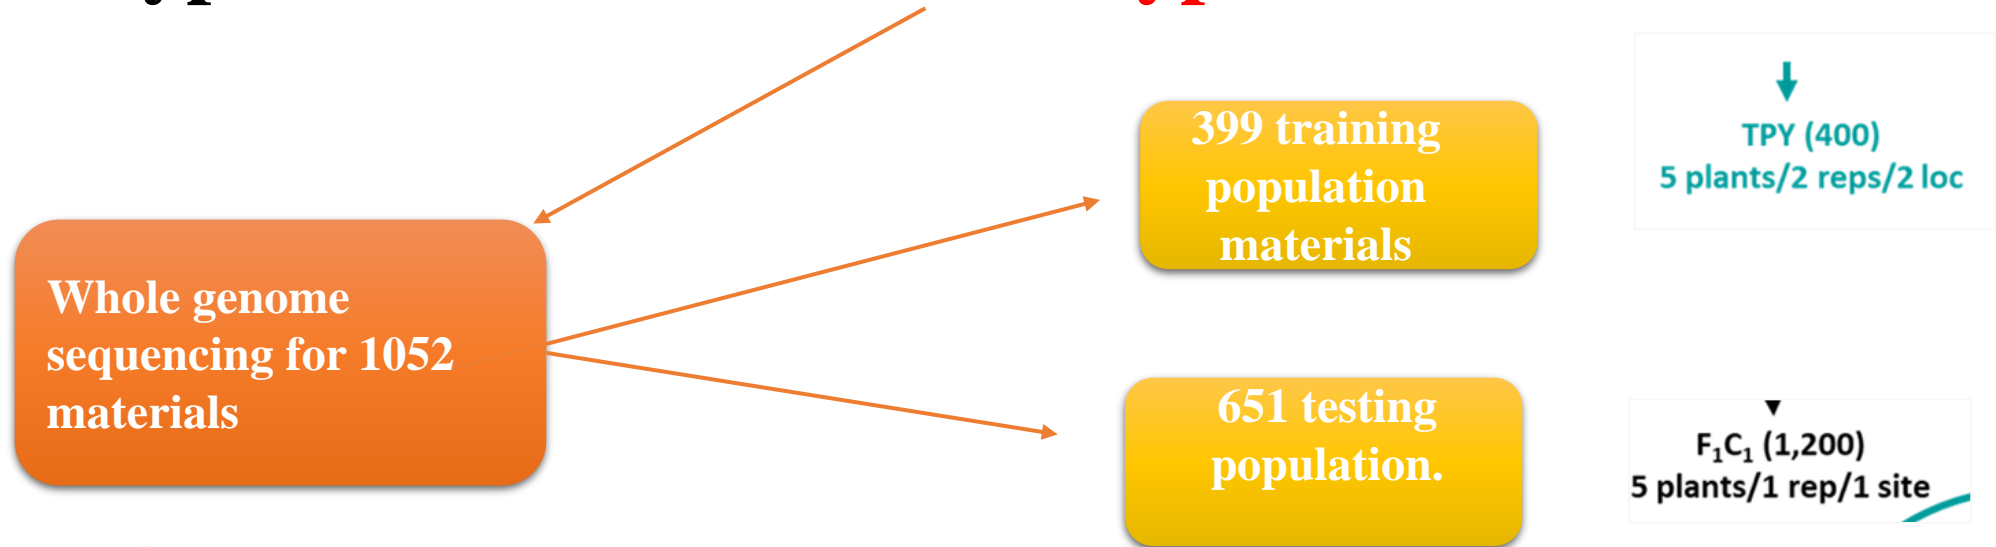 Whole genome
sequencing for 1052
materials
399 training
population
materials
TPY (400)
5 plants/2 reps/2 loc
651 testing
population.
F₁C₁ (1,200)
5 plants/1 rep/1 site